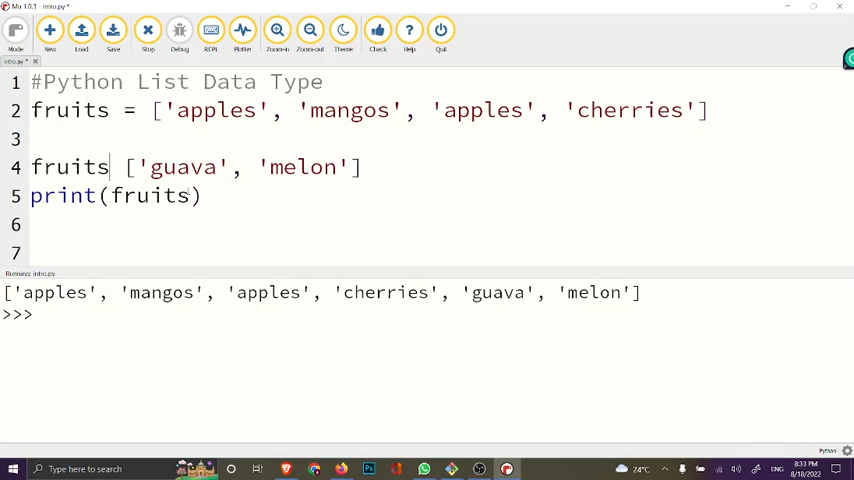 Mu 1.0.3 - intro.py *
Mode New Load Save Stop Debug REPL Plotter Zoom-in Zoom-out Theme Check Help Quit
intro.py *
1 #Python List Data Type
2 fruits = ['apples', 'mangos', 'apples', 'cherries']
3
4 fruits ['guava', 'melon']
5 print(fruits)
6
7
Running: intro.py
['apples', 'mangos', 'apples', 'cherries', 'guava', 'melon']
>>>
Python
Type here to search
Ps
24°C
ENG
8:33 PM
8/18/2022